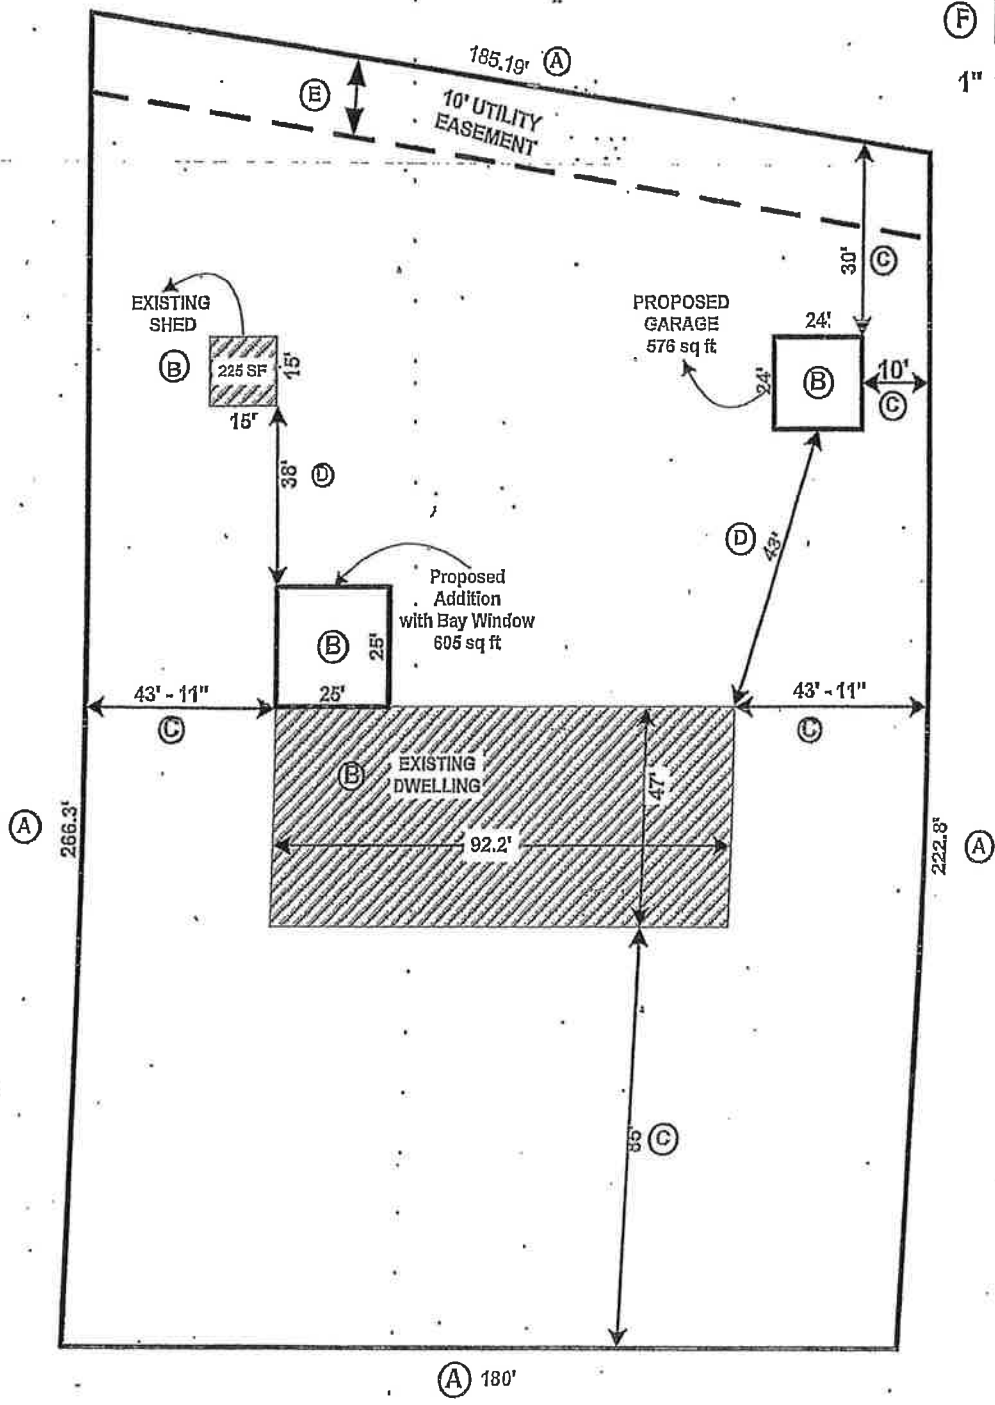 F
1"
185.19' A
E
10' UTILITY
EASEMENT
30' C
EXISTING
SHED
B
225 SF
15'
15'
PROPOSED
GARAGE
576 sq ft
24'
24'
B
10'
C
38' D
D
43'
Proposed
Addition
with Bay Window
605 sq ft
B
25'
25'
43' - 11"
C
43' - 11"
C
B
EXISTING
DWELLING
47'
92.2'
A
266.3'
222.8'
A
85' C
A 180'